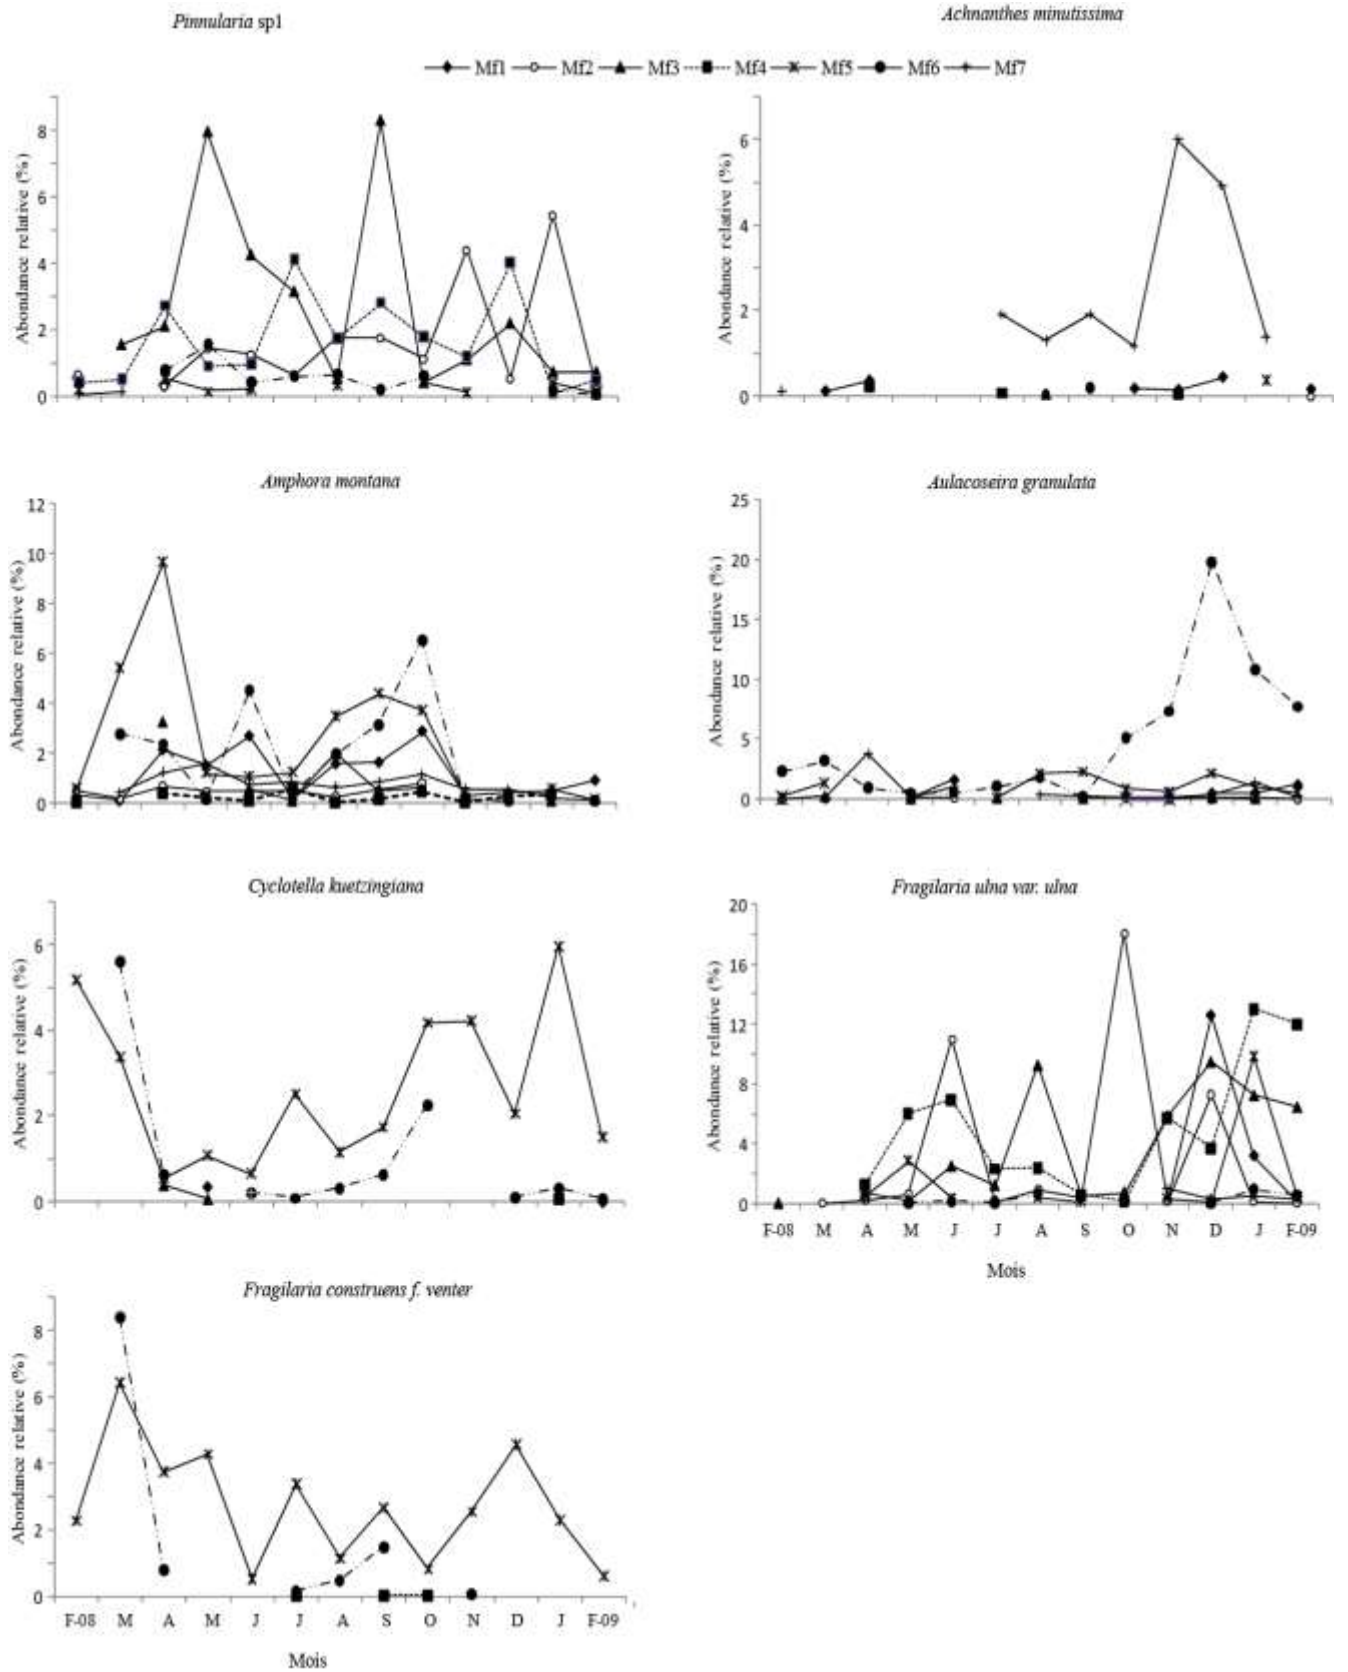 Pinnularia sp1
Achnanthes minutissima
Mf1 Mf2 Mf3 Mf4 Mf5 Mf6 Mf7
Abondance relative (%)
8
6
4
2
0
Abondance relative (%)
6
4
2
0
Amphora montana
Abondance relative (%)
12
10
8
6
4
2
0
Aulacoseira granulata
Abondance relative (%)
25
20
15
10
5
0
Cyclotella kuetzingiana
Abondance relative (%)
6
4
2
0
Fragilaria ulna var. ulna
Abondance relative (%)
20
16
12
8
4
0
F-08 M A M J J A S O N D J F-09
Mois
Fragilaria construens f. venter
Abondance relative (%)
8
6
4
2
0
F-08 M A M J J A S O N D J F-09
Mois